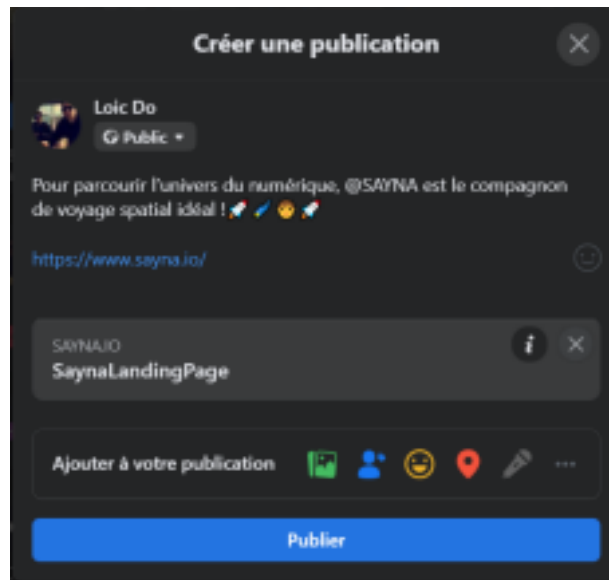 Créer une publication
Loic Do
Public
Pour parcourir l'univers du numérique, @SAYNA est le compagnon
de voyage spatial idéal !🚀 🖌️ 🧑 🚀
https://www.sayna.io/
SAYNA.IO
SaynaLandingPage
Ajouter à votre publication
Publier